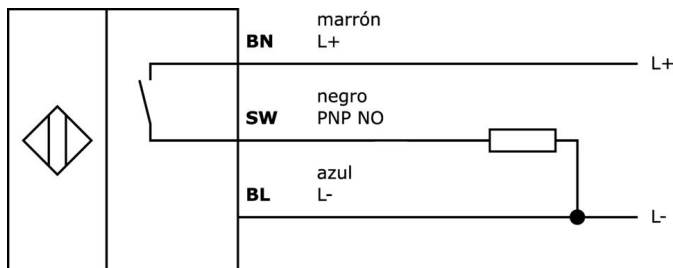 marrón
BN L+
L+
negro
SW PNP NO
azul
BL L-
L-